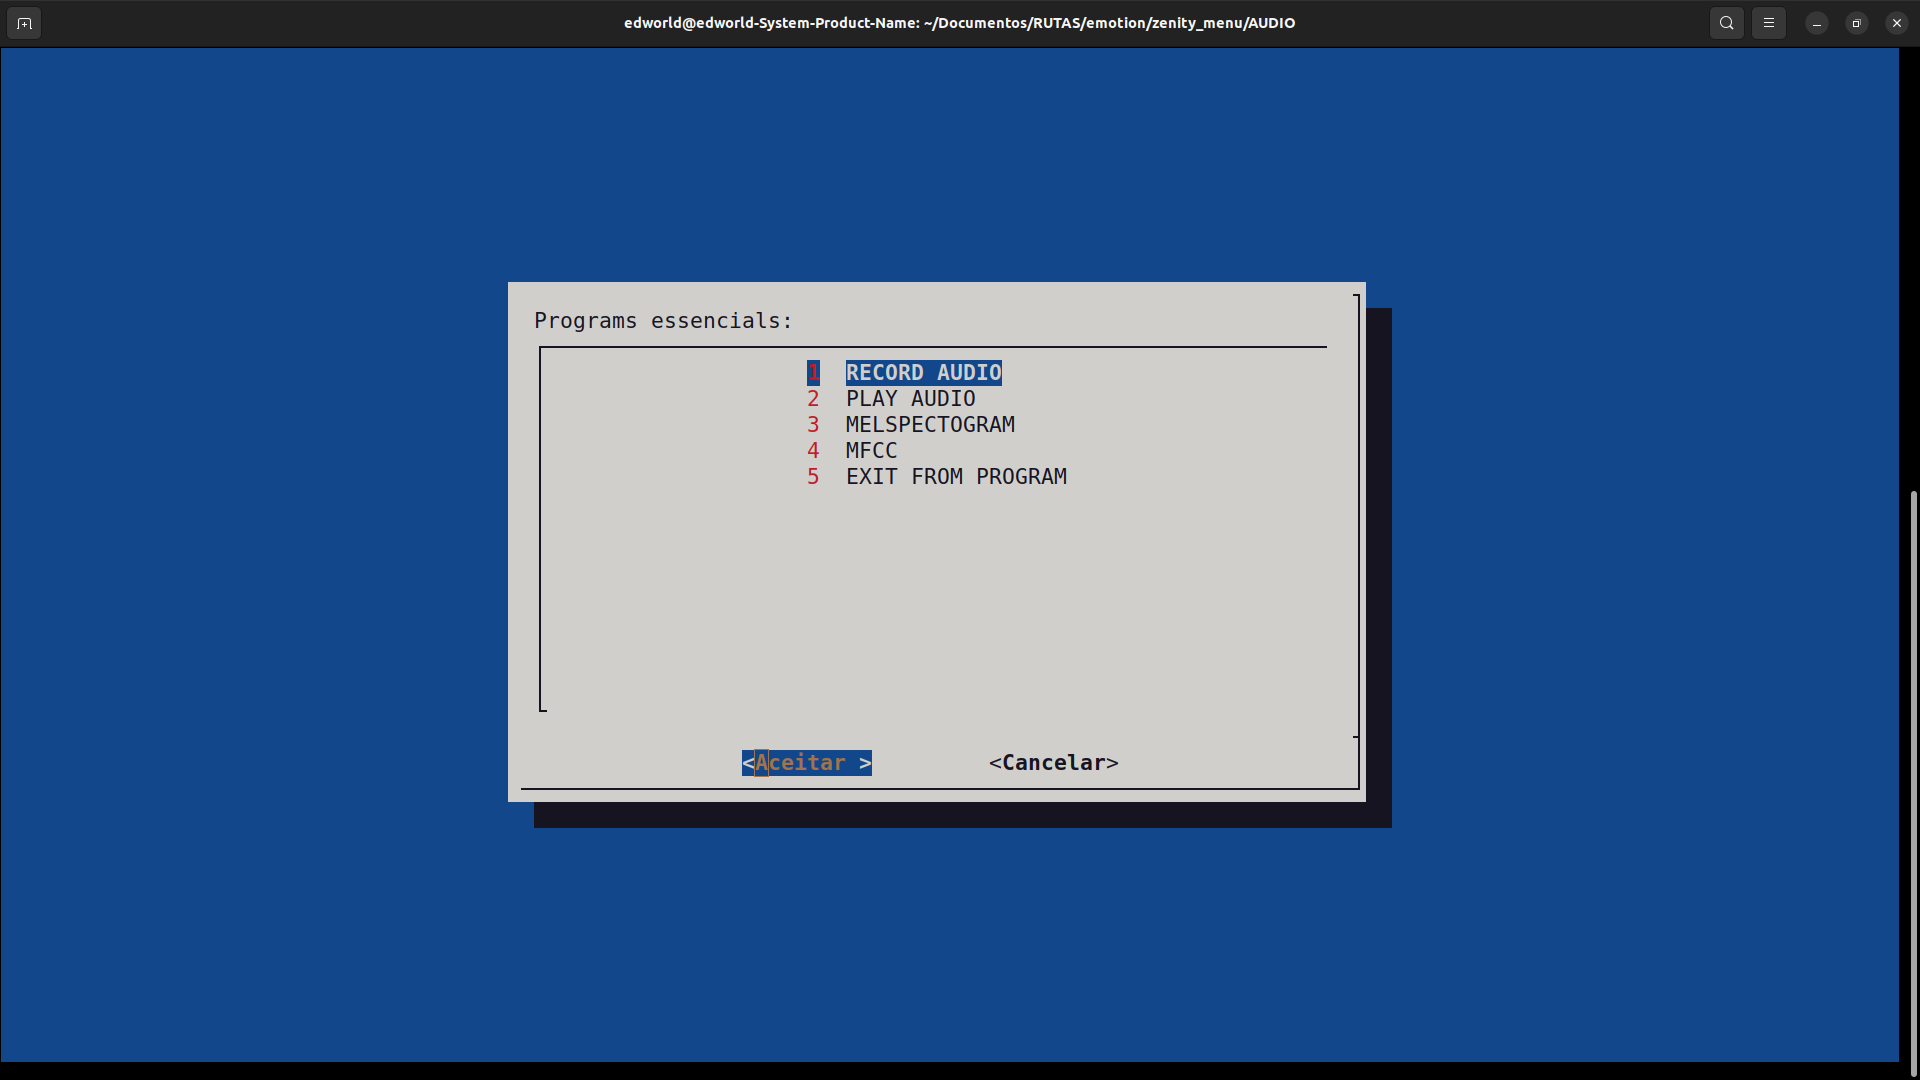 edworld@edworld-System-Product-Name: ~/Documentos/RUTAS/emotion/zenity_menu/AUDIO
Programs essencials:
1 RECORD AUDIO
2 PLAY AUDIO
3 MELSPECTOGRAM
4 MFCC
5 EXIT FROM PROGRAM
<Aceitar > <Cancelar>